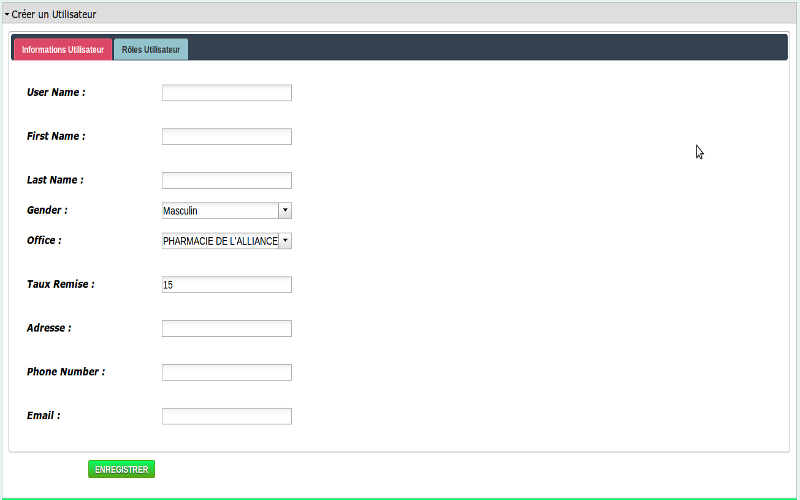 Créer un Utilisateur
Informations Utilisateur Rôles Utilisateur
User Name :
First Name :
Last Name :
Gender : Masculin
Office : PHARMACIE DE L'ALLIANCE
Taux Remise : 15
Adresse :
Phone Number :
Email :
ENREGISTRER